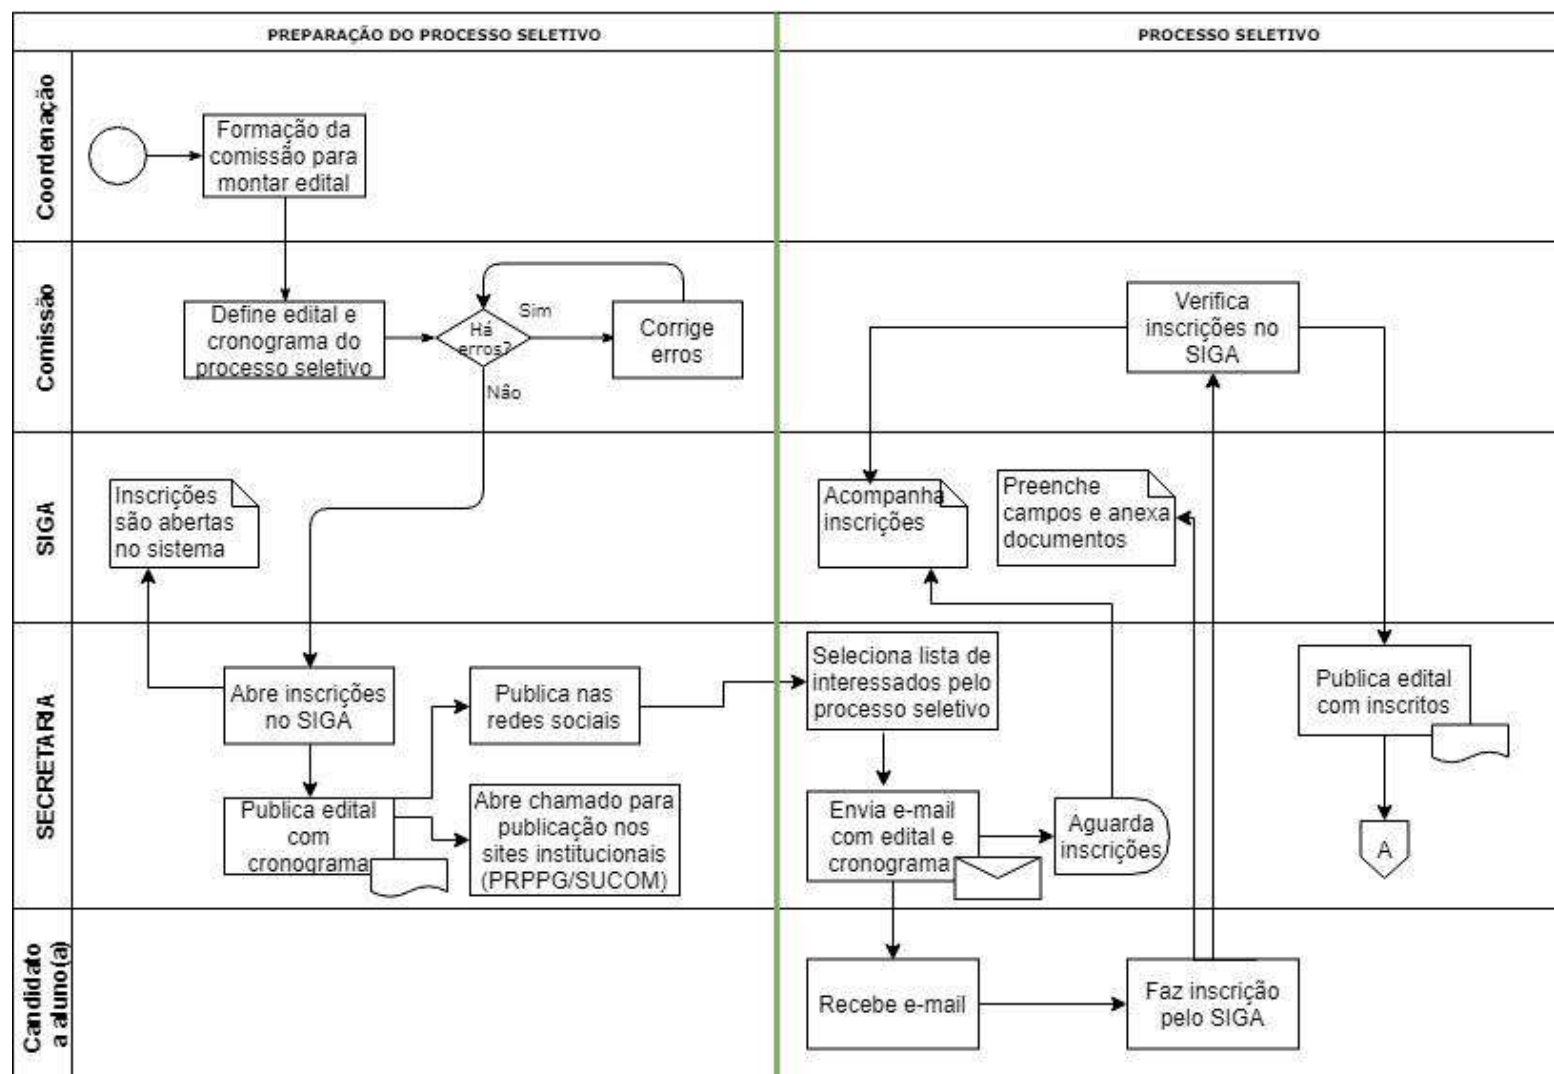 PREPARAÇÃO DO PROCESSO SELETIVO
PROCESSO SELETIVO
Coordenação
Formação da
comissão para
montar edital
Comissão
Define edital e
cronograma do
processo seletivo
Há
erros?
Sim
Não
Corrige
erros
Verifica
inscrições no
SIGA
SIGA
Inscrições
são abertas
no sistema
Acompanha
inscrições
Preenche
campos e anexa
documentos
SECRETARIA
Abre inscrições
no SIGA
Publica nas
redes sociais
Publica edital
com
cronograma
Abre chamado para
publicação nos
sites institucionais
(PRPPG/SUCOM)
Seleciona lista de
interessados pelo
processo seletivo
Envia e-mail
com edital e
cronograma
Aguarda
inscrições
Publica edital
com inscritos
A
Candidato
a aluno(a)
Recebe e-mail
Faz inscrição
pelo SIGA